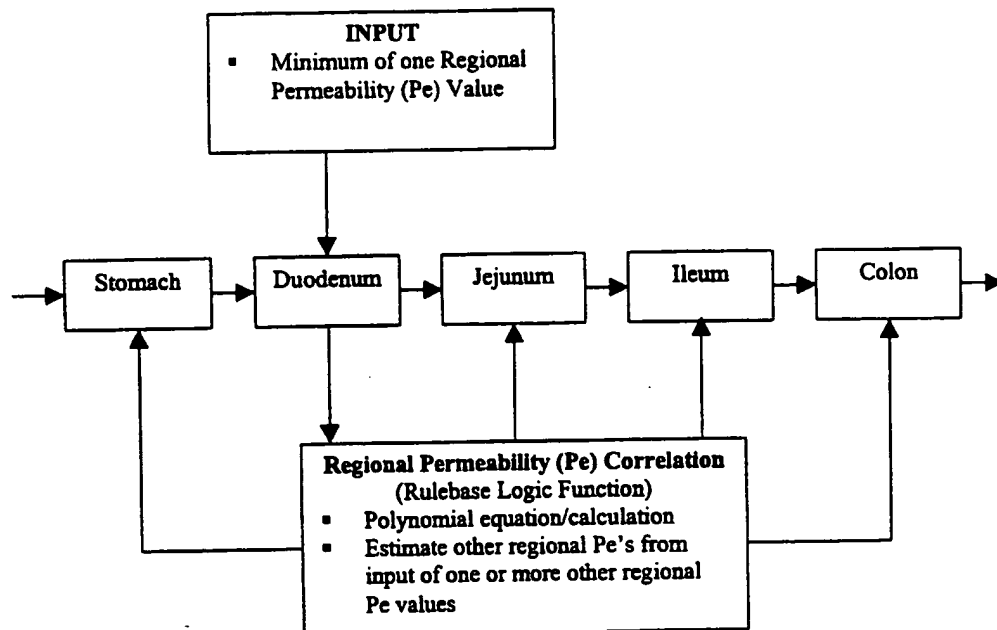 INPUT
▪ Minimum of one Regional
Permeability (Pe) Value
Stomach
Duodenum
Jejunum
Ileum
Colon
Regional Permeability (Pe) Correlation
(Rulebase Logic Function)
▪ Polynomial equation/calculation
▪ Estimate other regional Pe's from
input of one or more other regional
Pe values